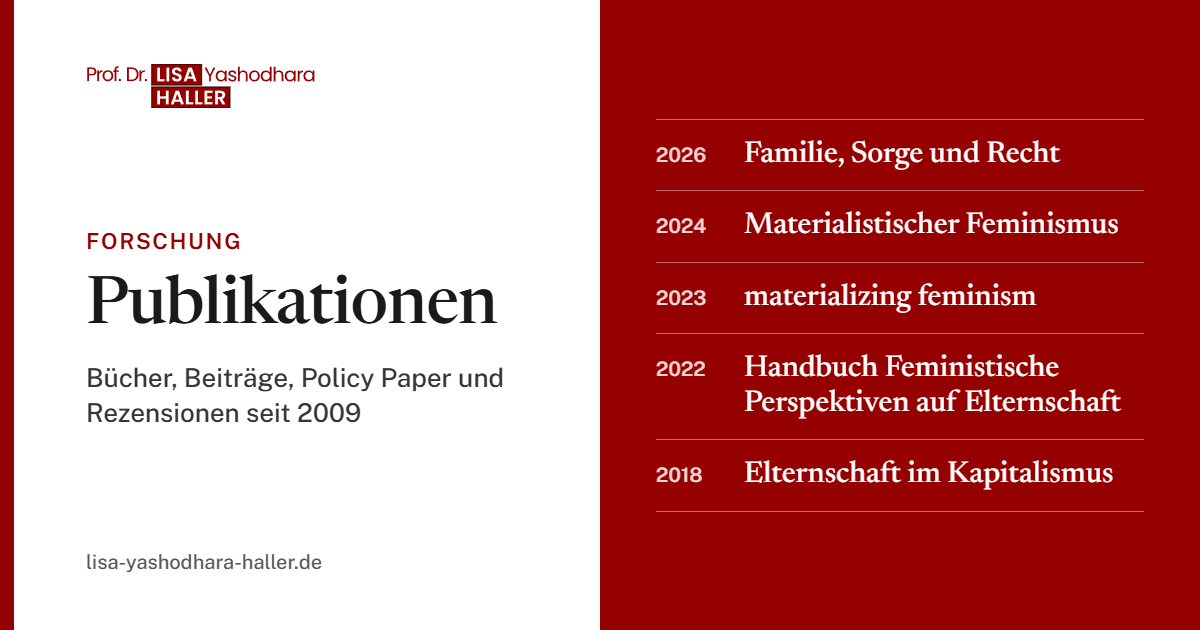 Prof. Dr. LISA Yashodhara
HALLER
FORSCHUNG
Publikationen
Bücher, Beiträge, Policy Paper und
Rezensionen seit 2009
lisa-yashodhara-haller.de
2026 Familie, Sorge und Recht
2024 Materialistischer Feminismus
2023 materializing feminism
2022 Handbuch Feministische
Perspektiven auf Elternschaft
2018 Elternschaft im Kapitalismus